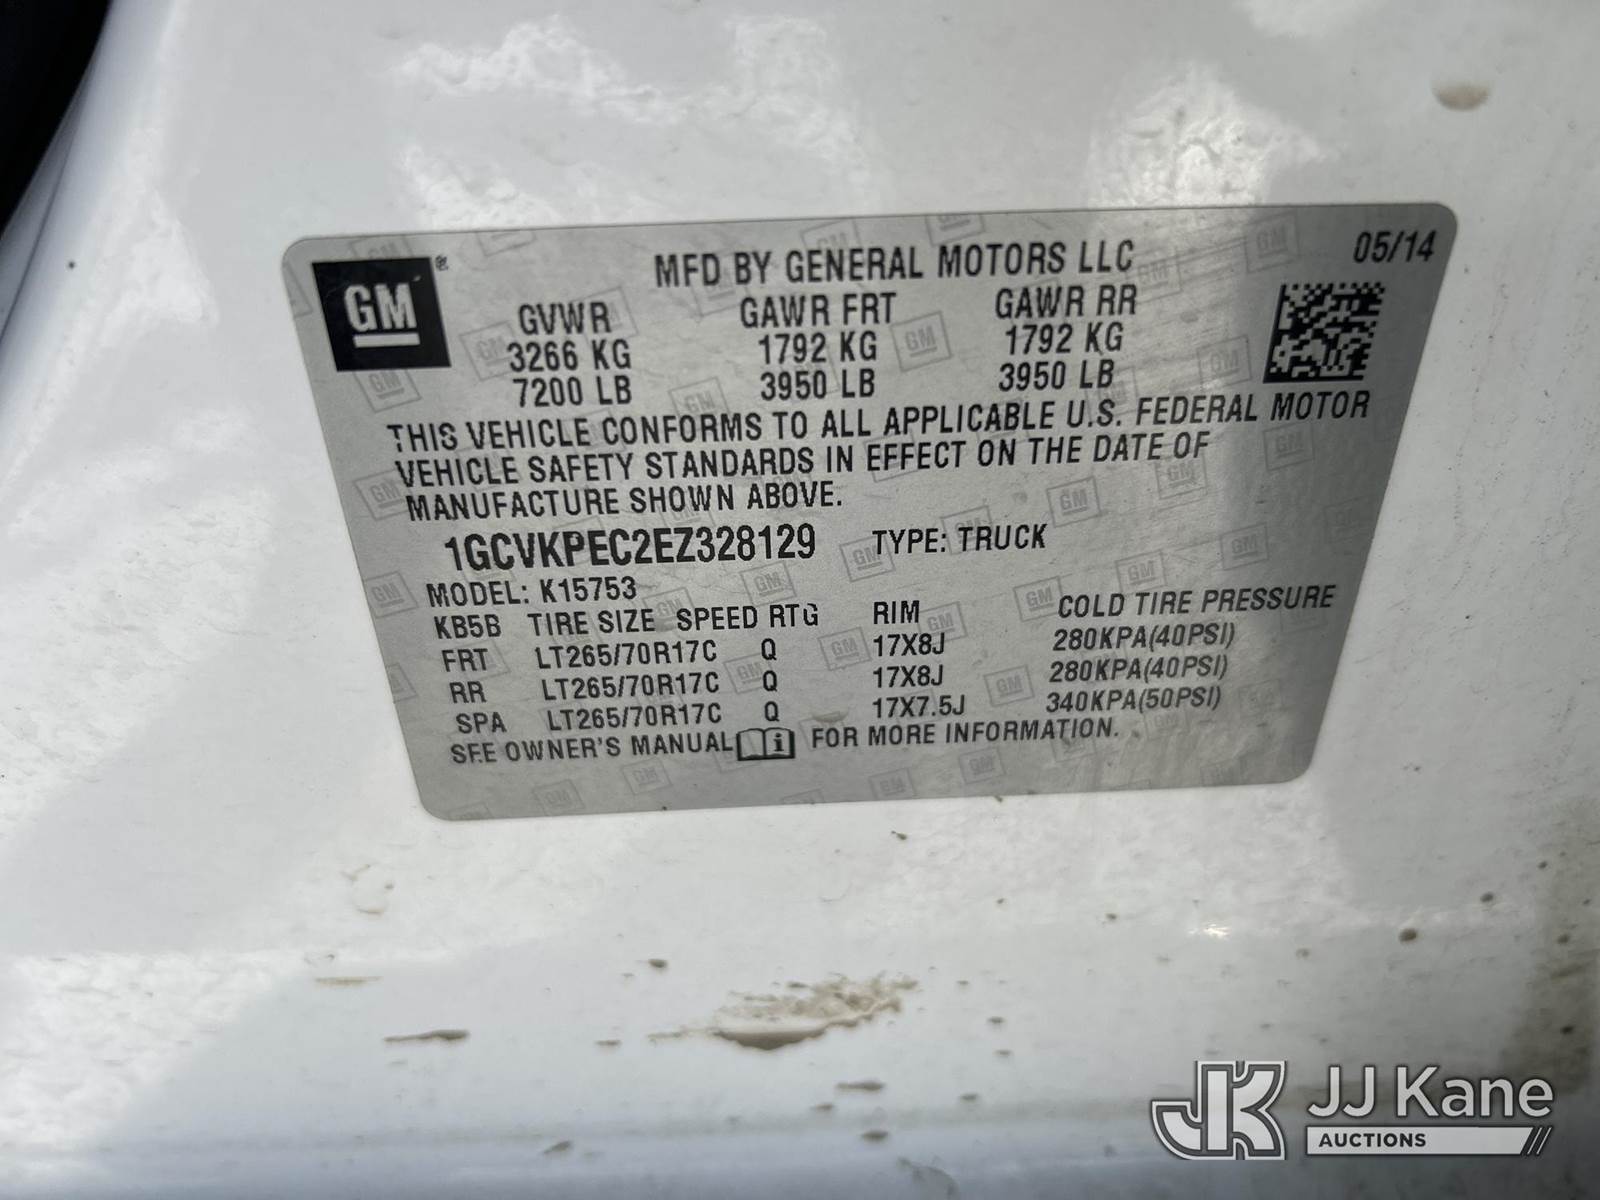 GM®
MFD BY GENERAL MOTORS LLC 05/14
GVWR GAWR FRT GAWR RR
3266 KG 1792 KG 1792 KG
7200 LB 3950 LB 3950 LB
THIS VEHICLE CONFORMS TO ALL APPLICABLE U.S. FEDERAL MOTOR
VEHICLE SAFETY STANDARDS IN EFFECT ON THE DATE OF
MANUFACTURE SHOWN ABOVE.
1GCVKPEC2EZ328129 TYPE: TRUCK
MODEL: K15753
KB5B TIRE SIZE SPEED RTG RIM COLD TIRE PRESSURE
FRT LT265/70R17C Q 17X8J 280KPA(40PSI)
RR LT265/70R17C Q 17X8J 280KPA(40PSI)
SPA LT265/70R17C Q 17X7.5J 340KPA(50PSI)
SEE OWNER'S MANUAL i FOR MORE INFORMATION.
JK JJ Kane
AUCTIONS